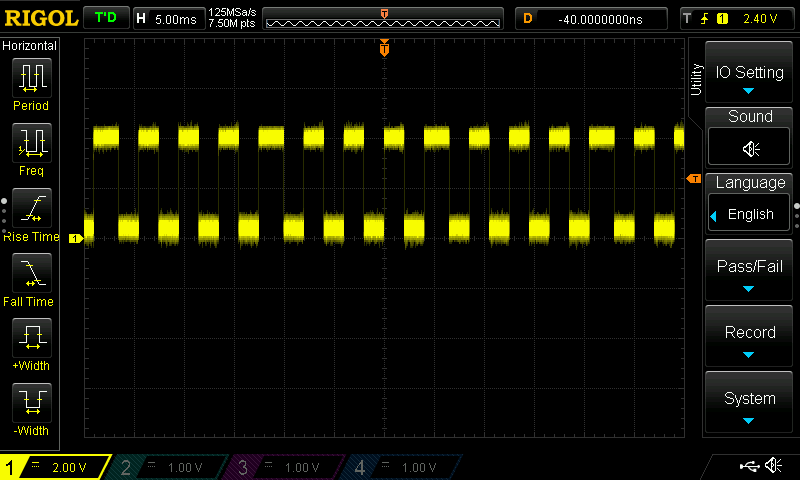 RIGOL T'D H 5.00ms 125MSa/s
7.50M pts
T
D -40.0000000ns T 1 2.40 V
Horizontal
T
Period
Freq
Rise Time
Fall Time
+Width
-Width
1
T
Utility
IO Setting
Sound
Language
English
Pass/Fail
Record
System
1 2.00 V 2 1.00 V 3 1.00 V 4 1.00 V